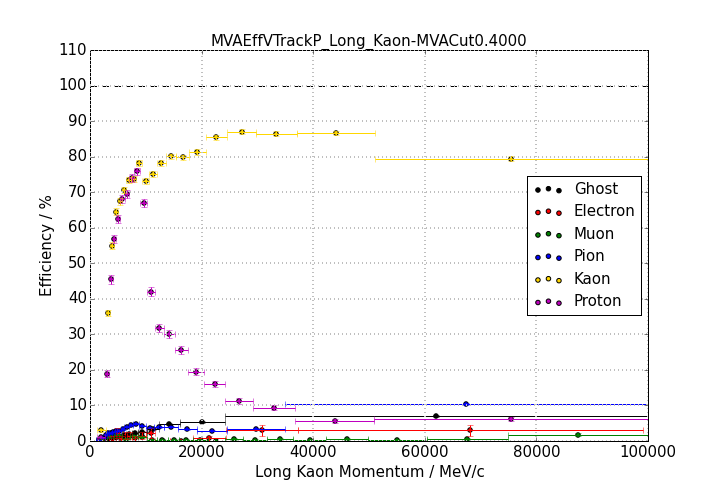 MVAEffVTrackP_Long_Kaon-MVACut0.4000
110
100
90
80
70
60
50
40
30
20
10
0
Efficiency / %
Ghost
Electron
Muon
Pion
Kaon
Proton
0 20000 40000 60000 80000 100000
Long Kaon Momentum / MeV/c